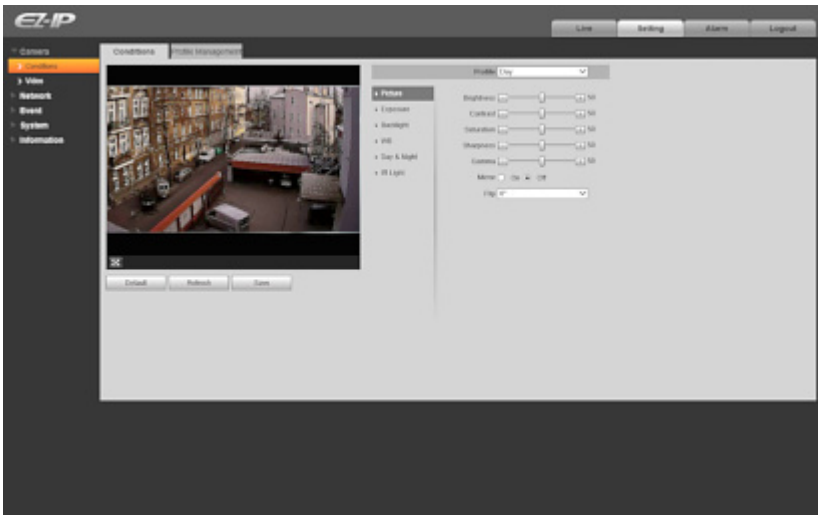 EZ-IP
Live Setting Alarm Logout
Camera
Conditions
Video
Network
Event
System
Information
Conditions Profile Management
Profile Day
Picture
Exposure
Backlight
WB
Day & Night
IR Light
Brightness 50
Contrast 50
Saturation 50
Sharpness 50
Gamma 50
Mirror On Off
Flip 0°
Default Refresh Save